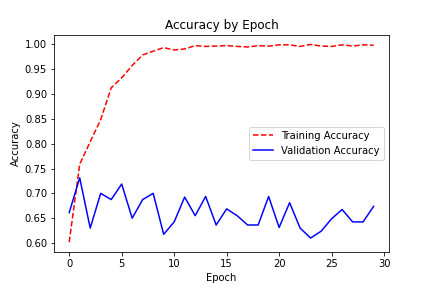 Accuracy by Epoch
1.00
0.95
0.90
0.85
0.80
0.75
0.70
0.65
0.60
Accuracy
Training Accuracy
Validation Accuracy
0 5 10 15 20 25 30
Epoch